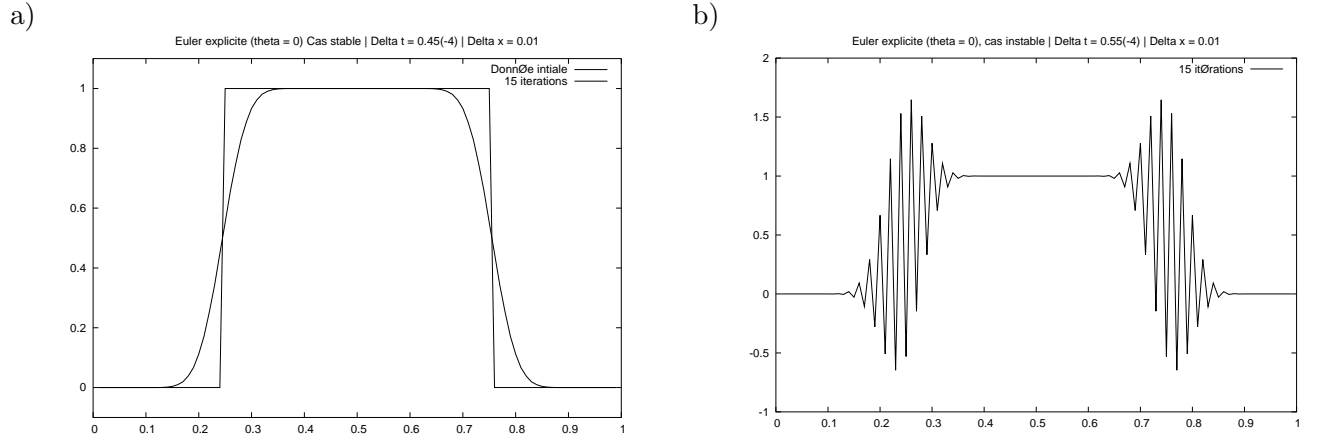 a)
Euler explicite (theta = 0) Cas stable | Delta t = 0.45(-4) | Delta x = 0.01
DonnØe intiale
15 iterations
1
0.8
0.6
0.4
0.2
0
0 0.1 0.2 0.3 0.4 0.5 0.6 0.7 0.8 0.9 1
b)
Euler explicite (theta = 0), cas instable | Delta t = 0.55(-4) | Delta x = 0.01
15 itØrations
2
1.5
1
0.5
0
-0.5
-1
0 0.1 0.2 0.3 0.4 0.5 0.6 0.7 0.8 0.9 1